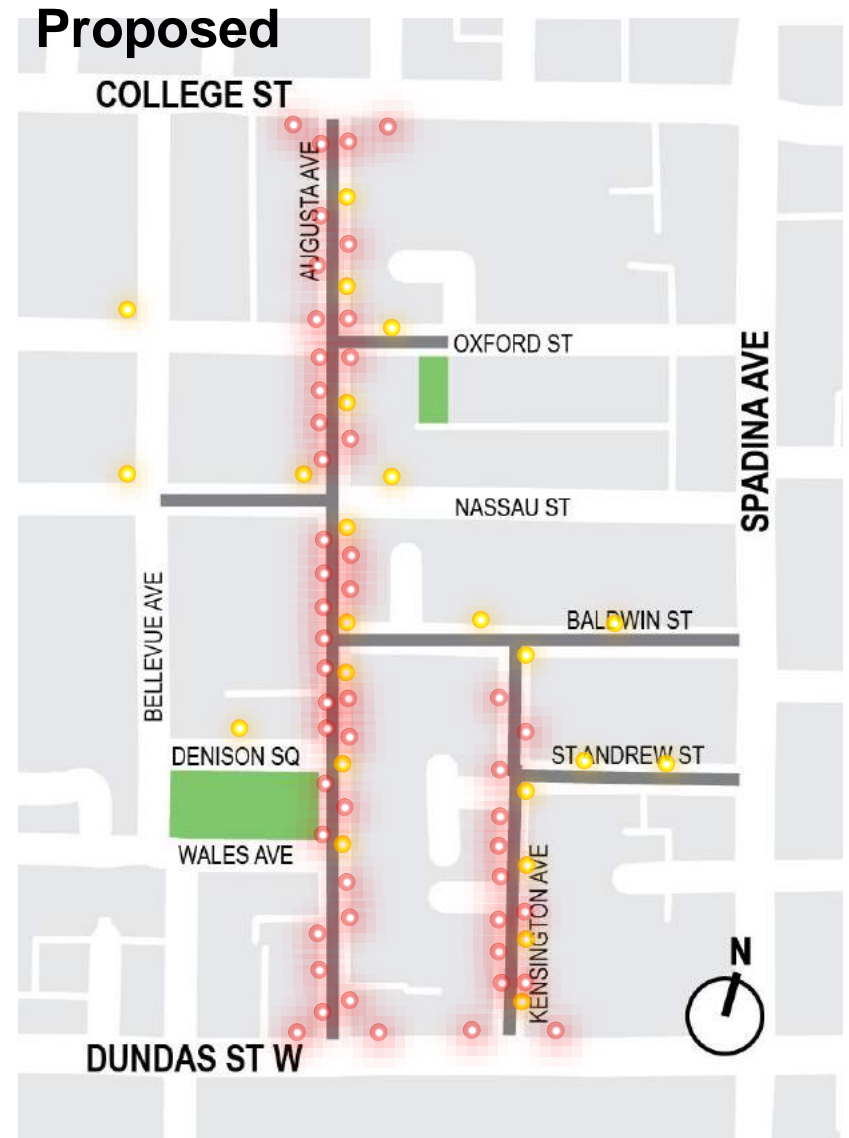 Proposed
COLLEGE ST
AUGUSTA AVE
OXFORD ST
SPADINA AVE
NASSAU ST
BELLEVUE AVE
BALDWIN ST
DENISON SQ
ST ANDREW ST
WALES AVE
KENSINGTON AVE
N
DUNDAS ST W